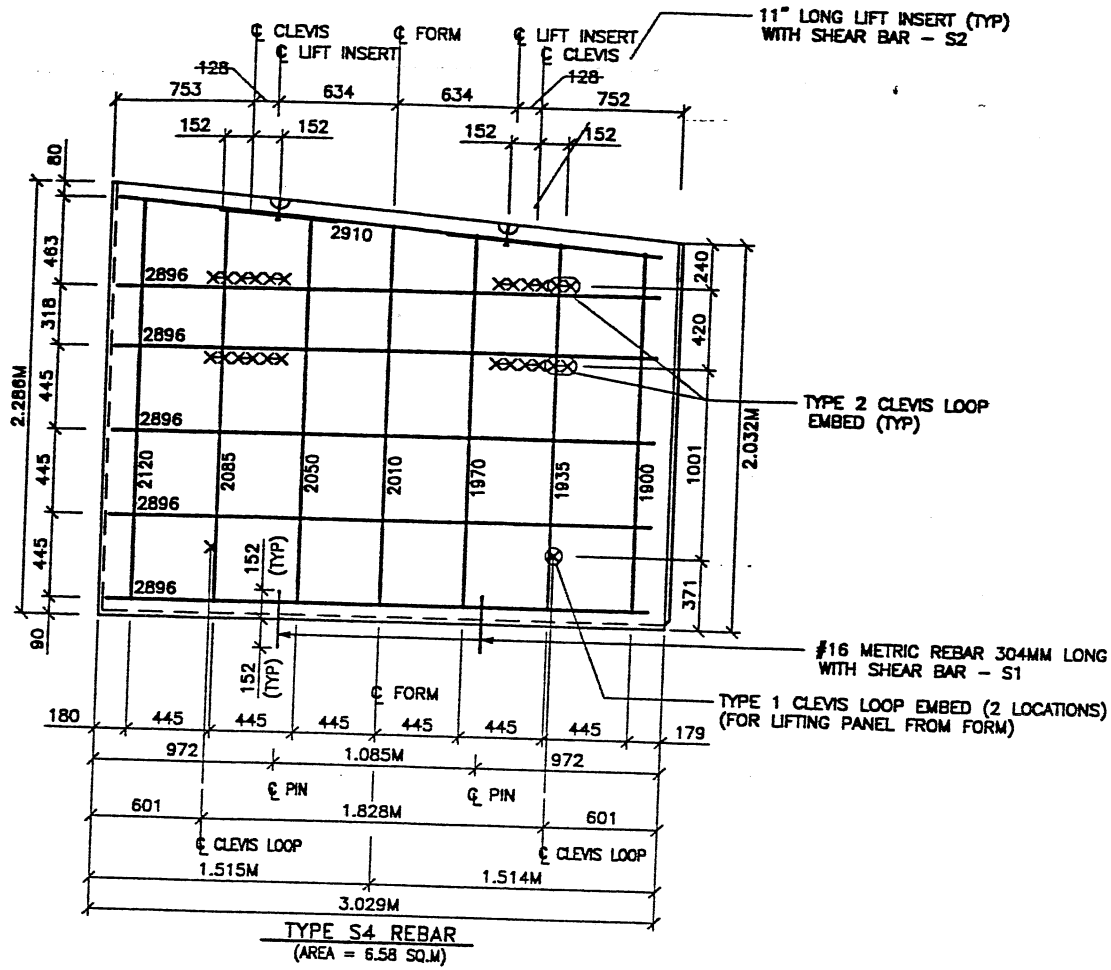 11" LONG LIFT INSERT (TYP)
WITH SHEAR BAR - S2
℄ CLEVIS
℄ LIFT INSERT
℄ FORM
℄ LIFT INSERT
℄ CLEVIS
128
128
753
634
634
752
152
152
152
152
80
463
318
445
445
445
90
2.286M
2910
2896
2896
2896
2896
2896
2120
2085
2050
2010
1970
1935
1900
240
420
1001
371
2.032M
TYPE 2 CLEVIS LOOP
EMBED (TYP)
152
(TYP)
152
(TYP)
#16 METRIC REBAR 304MM LONG
WITH SHEAR BAR - S1
TYPE 1 CLEVIS LOOP EMBED (2 LOCATIONS)
(FOR LIFTING PANEL FROM FORM)
℄ FORM
180
445
445
445
445
445
445
179
972
1.085M
972
℄ PIN
℄ PIN
601
1.828M
601
℄ CLEVIS LOOP
℄ CLEVIS LOOP
1.515M
1.514M
3.029M
TYPE S4 REBAR
(AREA = 6.58 SQ.M)